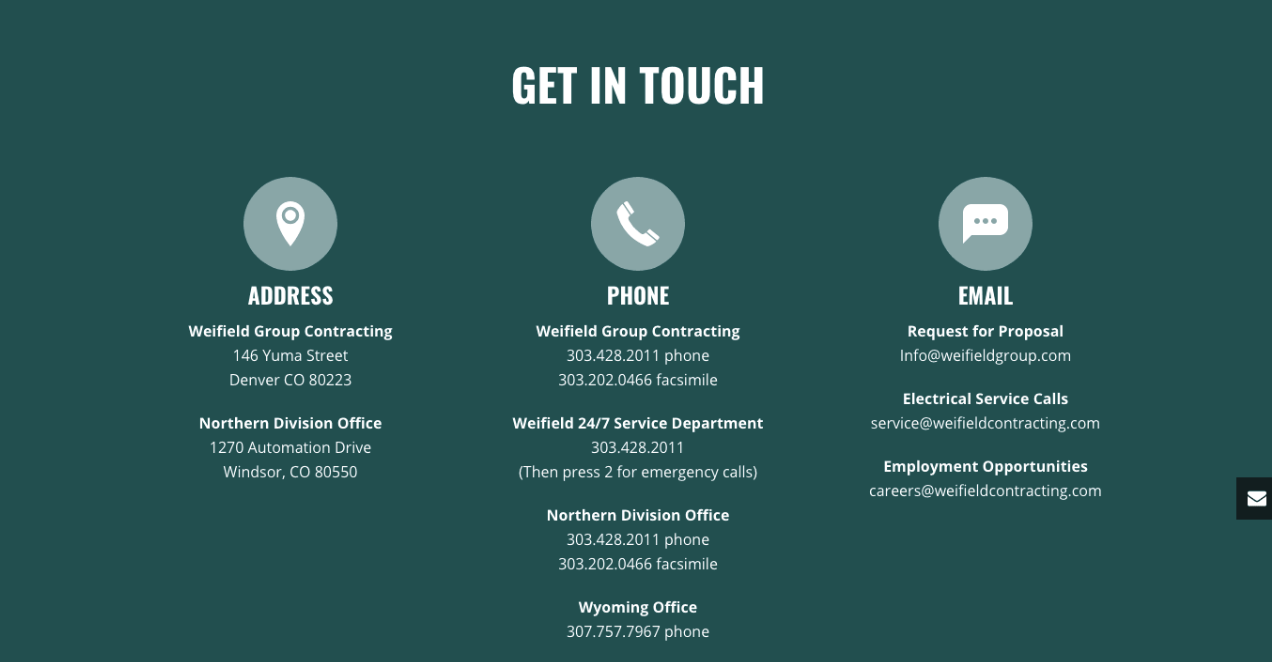 GET IN TOUCH
ADDRESS
Weifield Group Contracting
146 Yuma Street
Denver CO 80223
Northern Division Office
1270 Automation Drive
Windsor, CO 80550
PHONE
Weifield Group Contracting
303.428.2011 phone
303.202.0466 facsimile
Weifield 24/7 Service Department
303.428.2011
(Then press 2 for emergency calls)
Northern Division Office
303.428.2011 phone
303.202.0466 facsimile
Wyoming Office
307.757.7967 phone
EMAIL
Request for Proposal
Info@weifieldgroup.com
Electrical Service Calls
service@weifieldcontracting.com
Employment Opportunities
careers@weifieldcontracting.com